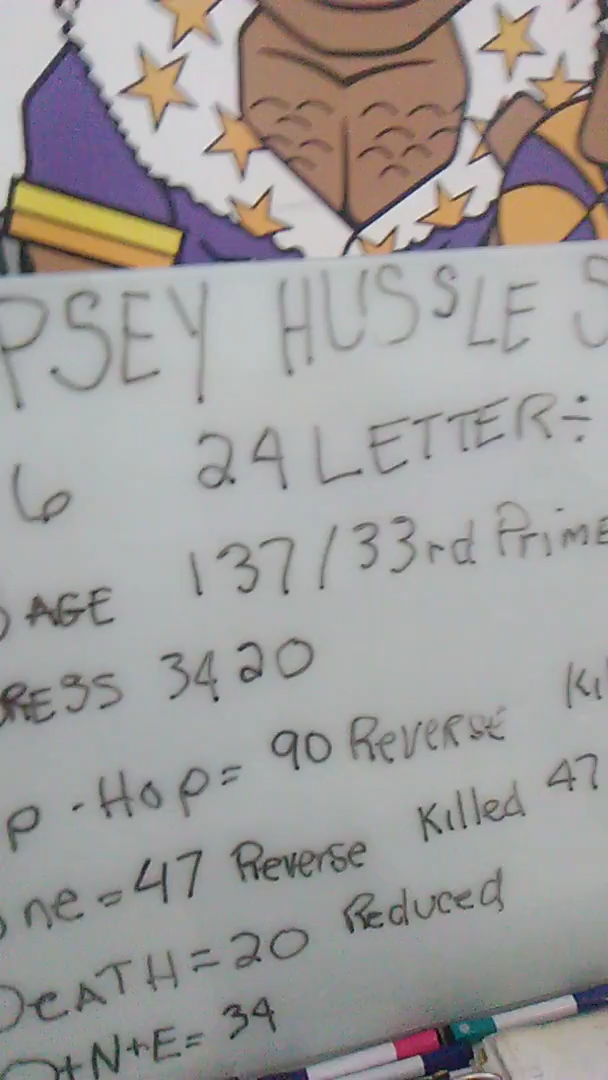 PSEY HUSSLE S
6 24 LETTER÷
AGE 137/33rd Prime
RESS 3420
p-Hop= 90 Reverse Ki
ne=47 Reverse Killed 47
DEATH=20 Reduced
O+N+E= 34